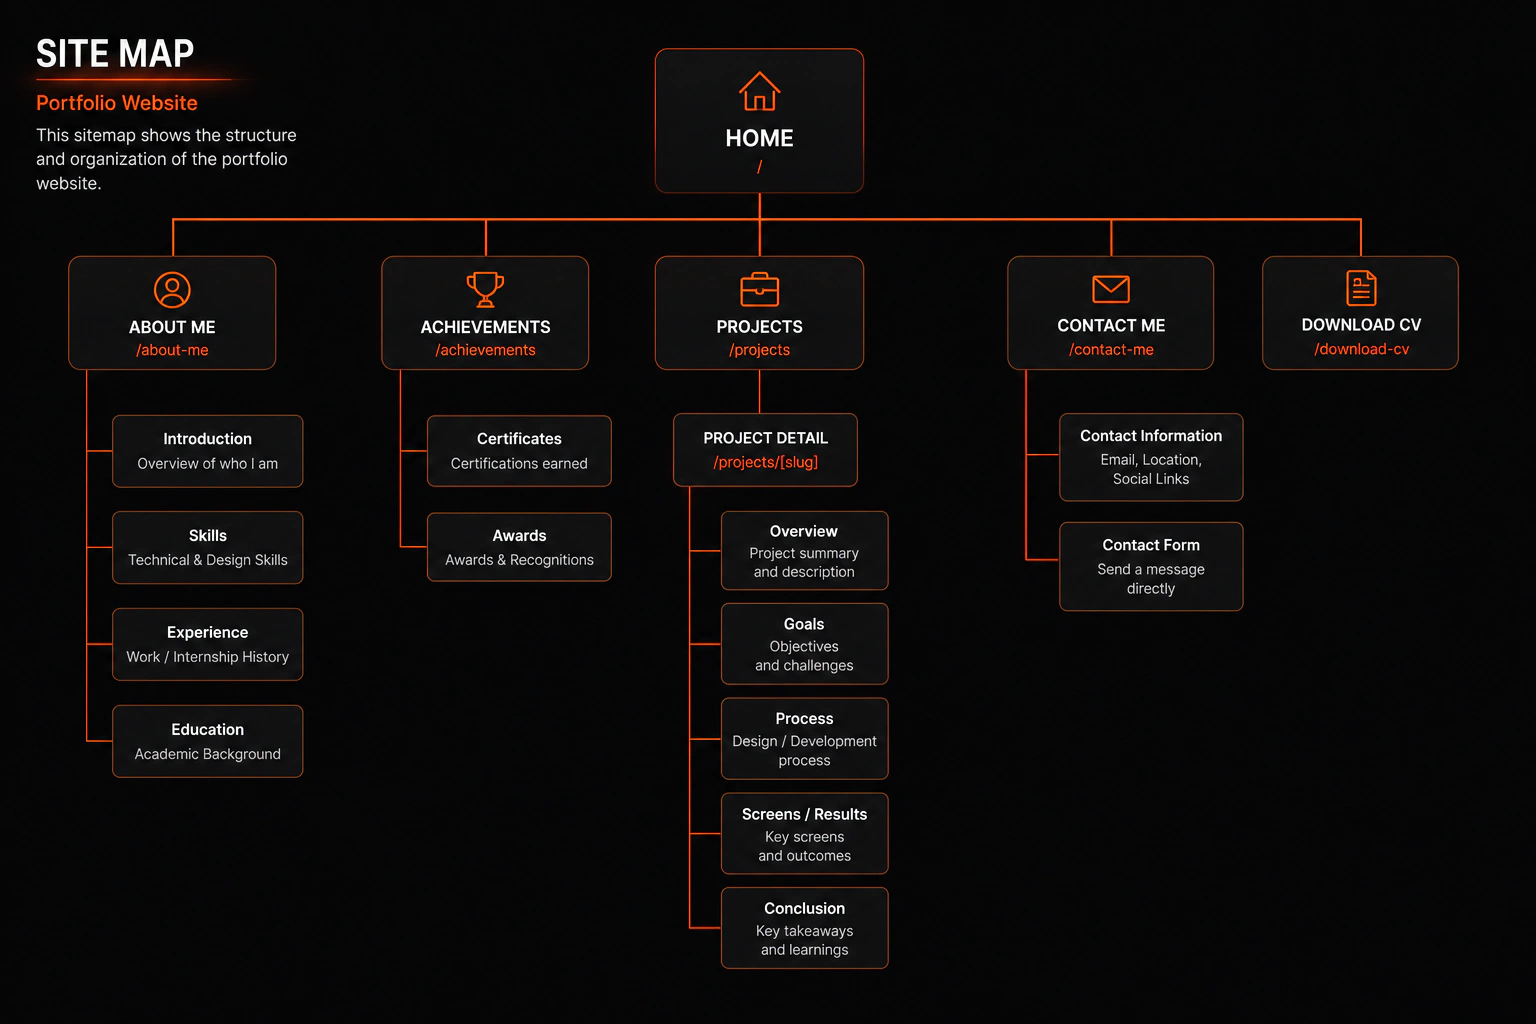 SITE MAP
Portfolio Website
This sitemap shows the structure
and organization of the portfolio
website.
HOME
/
ABOUT ME
/about-me
Introduction
Overview of who I am
Skills
Technical & Design Skills
Experience
Work / Internship History
Education
Academic Background
ACHIEVEMENTS
/achievements
Certificates
Certifications earned
Awards
Awards & Recognitions
PROJECTS
/projects
PROJECT DETAIL
/projects/[slug]
Overview
Project summary
and description
Goals
Objectives
and challenges
Process
Design / Development
process
Screens / Results
Key screens
and outcomes
Conclusion
Key takeaways
and learnings
CONTACT ME
/contact-me
Contact Information
Email, Location,
Social Links
Contact Form
Send a message
directly
DOWNLOAD CV
/download-cv